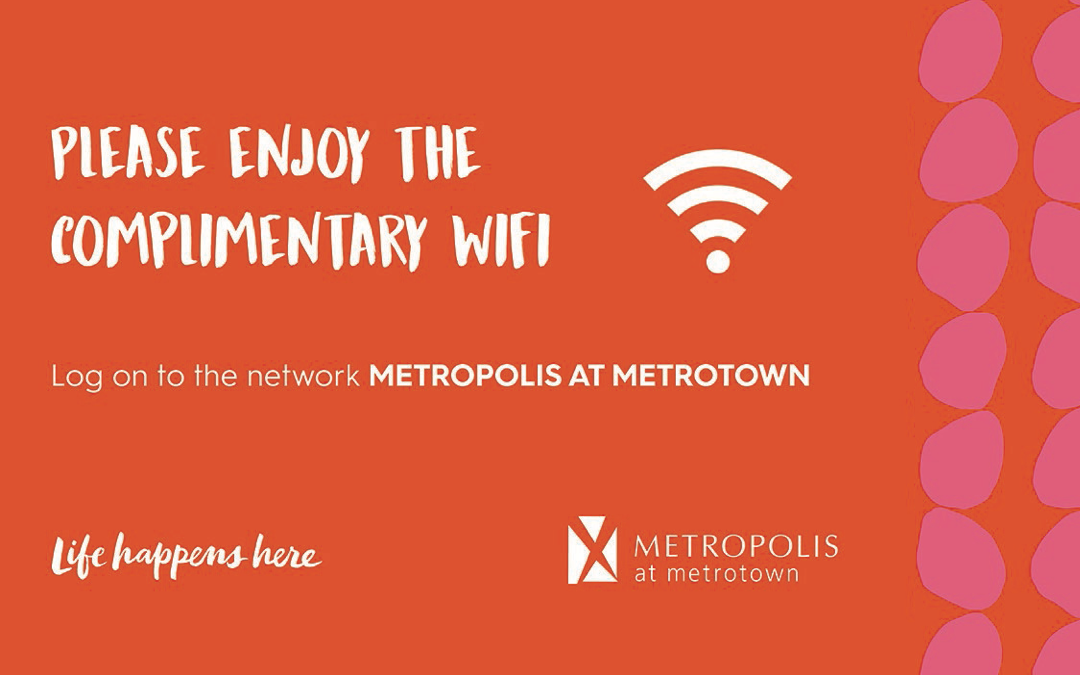 PLEASE ENJOY THE
COMPLIMENTARY WIFI
Log on to the network METROPOLIS AT METROTOWN
Life happens here
METROPOLIS
at metrotown